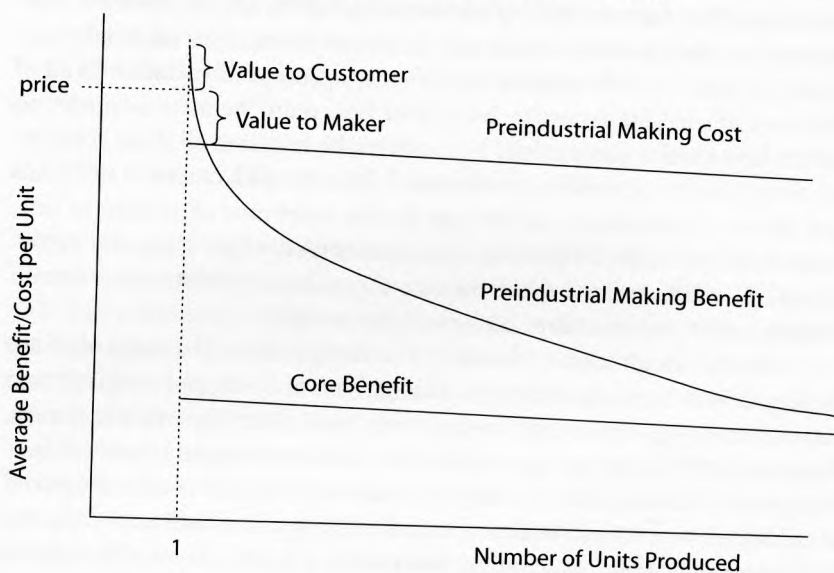 Value to Customer
price
Value to Maker
Preindustrial Making Cost
Average Benefit/Cost per Unit
Preindustrial Making Benefit
Core Benefit
1
Number of Units Produced